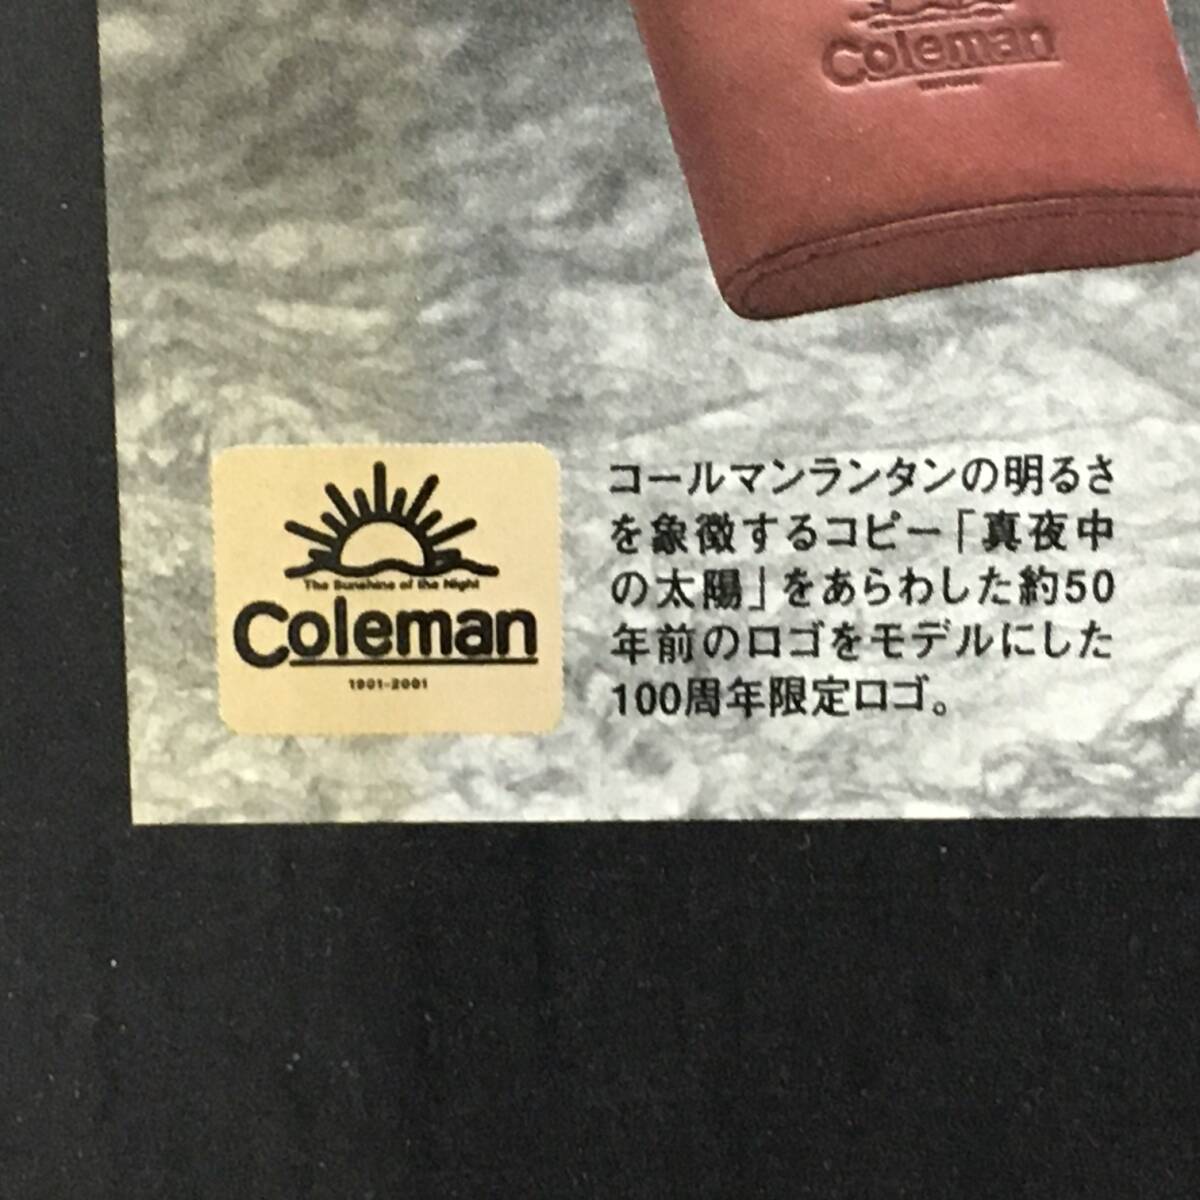 Coleman
The Sunshine of the Night
Coleman
1901-2001
コールマンランタンの明るさ
を象徴するコピー「真夜中
の太陽」をあらわした約50
年前のロゴをモデルにした
100周年限定ロゴ。